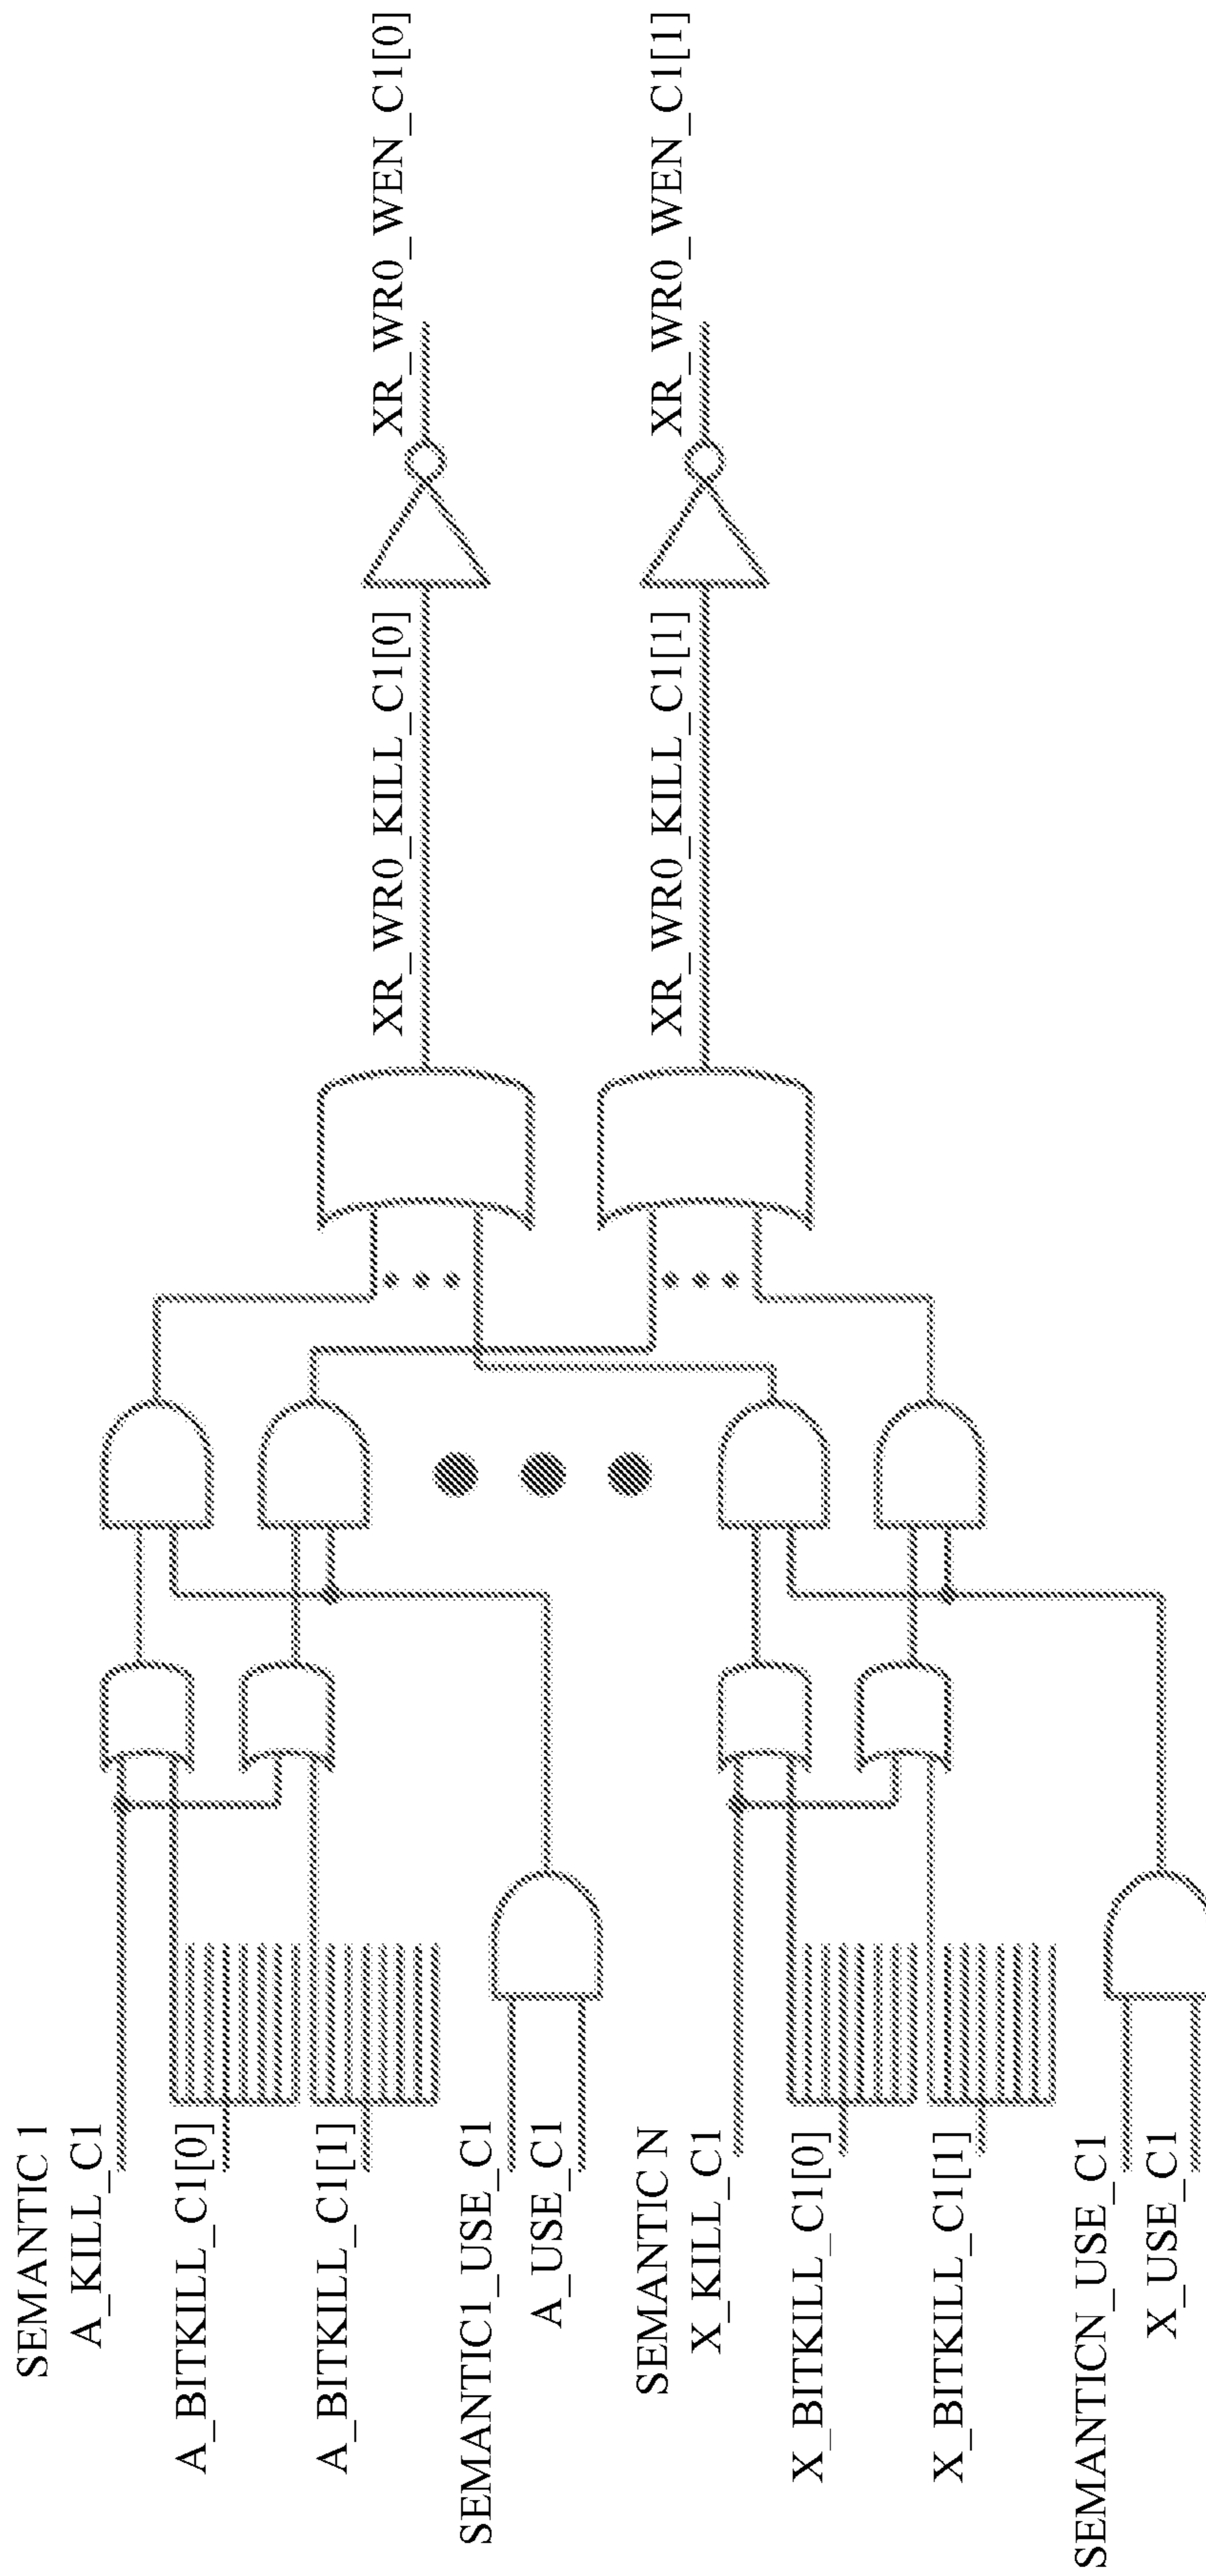 SEMANTIC 1
A_KILL_C1
A_BITKILL_C1[0]
A_BITKILL_C1[1]
SEMANTIC1_USE_C1
A_USE_C1
SEMANTIC N
X_KILL_C1
X_BITKILL_C1[0]
X_BITKILL_C1[1]
SEMANTICN_USE_C1
X_USE_C1
XR_WR0_KILL_C1[0]
XR_WR0_KILL_C1[1]
XR_WR0_WEN_C1[0]
XR_WR0_WEN_C1[1]